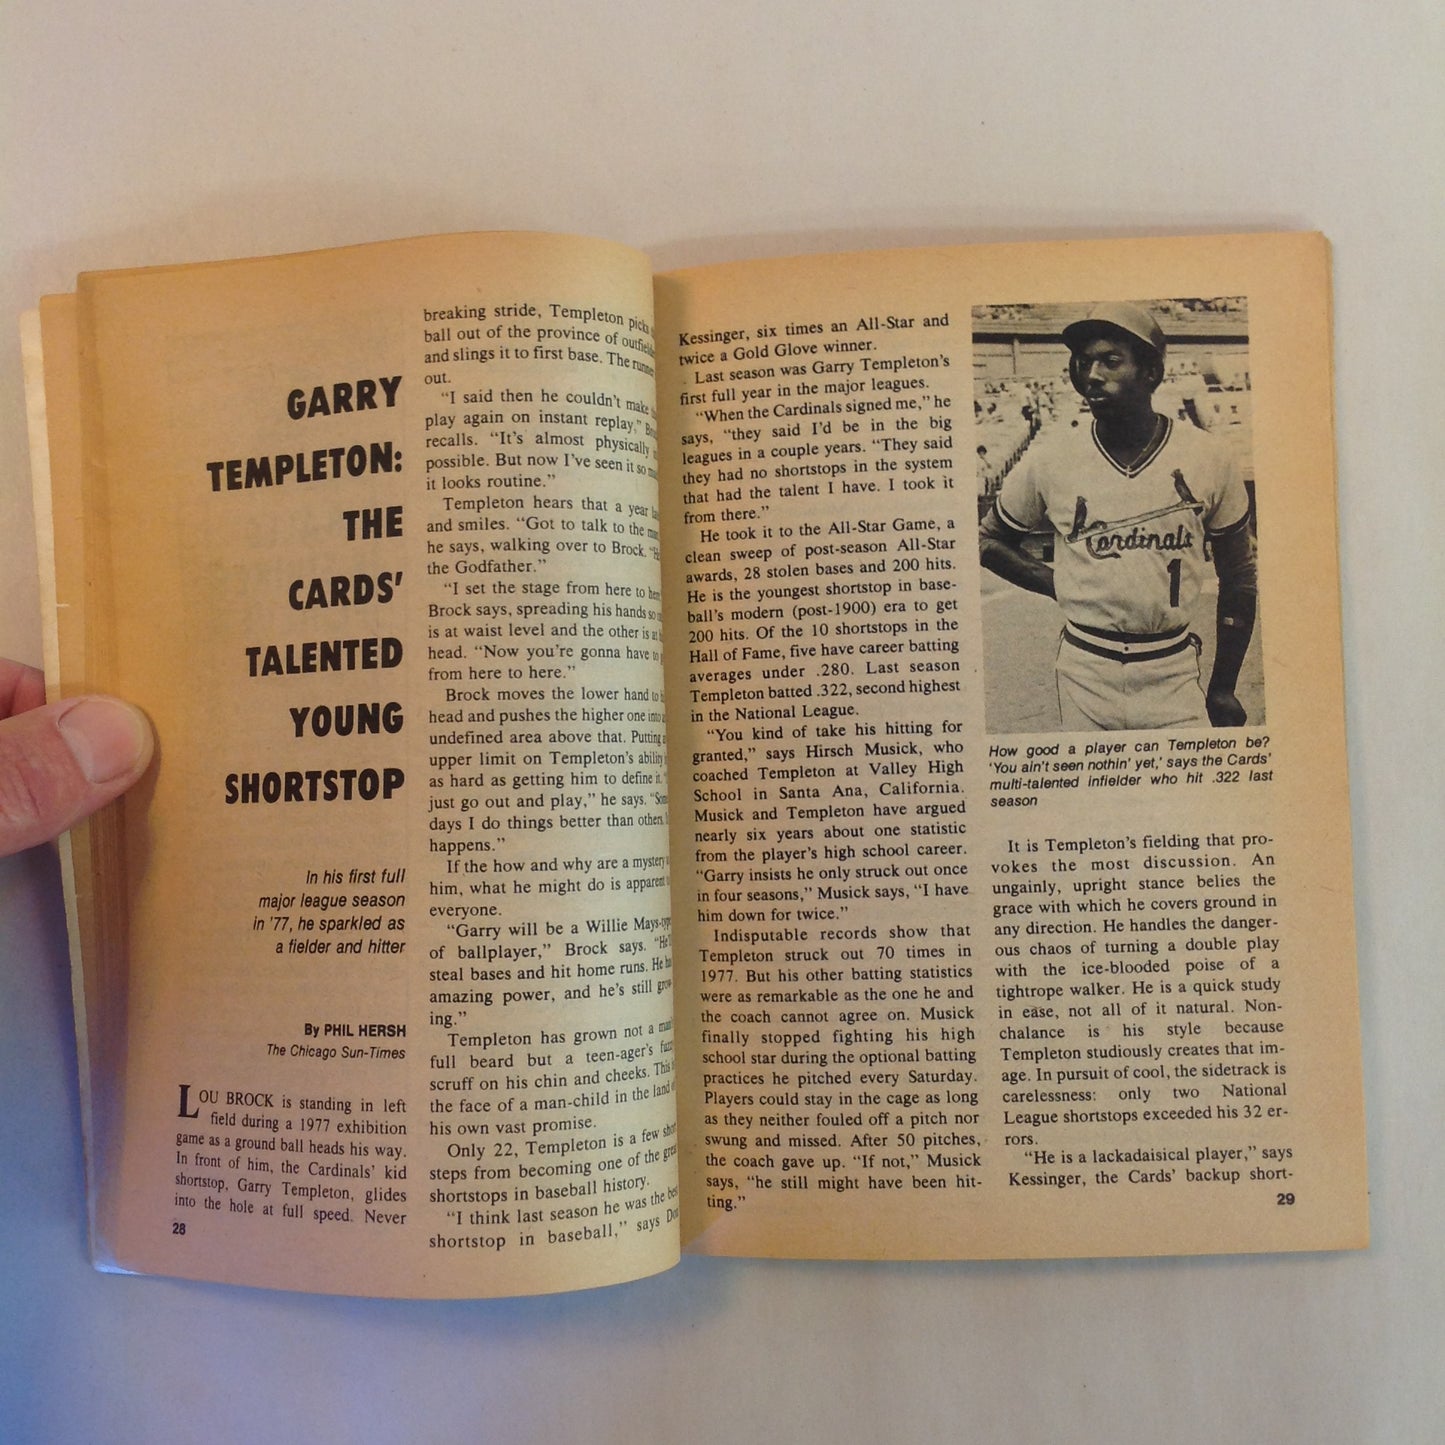 GARRY
TEMPLETON:
THE
CARDS'
TALENTED
YOUNG
SHORTSTOP
In his first full
major league season
in '77, he sparkled as
a fielder and hitter
By PHIL HERSH
The Chicago Sun-Times
LOU BROCK is standing in left
field during a 1977 exhibition
game as a ground ball heads his way.
In front of him, the Cardinals' kid
shortstop, Garry Templeton, glides
into the hole at full speed. Never
28
breaking stride, Templeton picks
ball out of the province of
and slings it to first base. The runner
out.
"I said then he couldn't make
play again on instant replay,"
recalls. "It's almost physically
possible. But now I've seen it so
it looks routine."
Templeton hears that a year
and smiles. "Got to talk to the
he says, walking over to Brock.
the Godfather."
"I set the stage from here to
Brock says, spreading his hands so
is at waist level and the other is at
head. "Now you're gonna have to
from here to here."
Brock moves the lower hand to
head and pushes the higher one into
undefined area above that. Putting
upper limit on Templeton's ability
as hard as getting him to define it.
just go out and play," he says.
days I do things better than others.
happens."
If the how and why are a mystery
him, what he might do is apparent
everyone.
"Garry will be a Willie Mays-type
of ballplayer," Brock says.
steal bases and hit home runs. He
amazing power, and he's still grow-
ing."
Templeton has grown not a
full beard but a teen-ager's
scruff on his chin and cheeks. This
the face of a man-child in the land
his own vast promise.
Only 22, Templeton is a few short
steps from becoming one of the
shortstops in baseball history.
"I think last season he was the best
shortstop in baseball," says Don
Kessinger, six times an All-Star and
twice a Gold Glove winner.
Last season was Garry Templeton's
first full year in the major leagues.
"When the Cardinals signed me," he
says, "they said I'd be in the big
leagues in a couple years. "They said
they had no shortstops in the system
that had the talent I have. I took it
from there."
He took it to the All-Star Game, a
clean sweep of post-season All-Star
awards, 28 stolen bases and 200 hits.
He is the youngest shortstop in base-
ball's modern (post-1900) era to get
200 hits. Of the 10 shortstops in the
Hall of Fame, five have career batting
averages under .280. Last season
Templeton batted .322, second highest
in the National League.
"You kind of take his hitting for
granted," says Hirsch Musick, who
coached Templeton at Valley High
School in Santa Ana, California.
Musick and Templeton have argued
nearly six years about one statistic
from the player's high school career.
"Garry insists he only struck out once
in four seasons," Musick says, "I have
him down for twice."
Indisputable records show that
Templeton struck out 70 times in
1977. But his other batting statistics
were as remarkable as the one he and
the coach cannot agree on. Musick
finally stopped fighting his high
school star during the optional batting
practices he pitched every Saturday.
Players could stay in the cage as long
as they neither fouled off a pitch nor
swung and missed. After 50 pitches,
the coach gave up. "If not," Musick
says, "he still might have been hit-
ting."
Cardinals
1
How good a player can Templeton be?
'You ain't seen nothin' yet,' says the Cards'
multi-talented infielder who hit .322 last
season
It is Templeton's fielding that pro-
vokes the most discussion. An
ungainly, upright stance belies the
grace with which he covers ground in
any direction. He handles the danger-
ous chaos of turning a double play
with the ice-blooded poise of a
tightrope walker. He is a quick study
in ease, not all of it natural. Non-
chalance is his style because
Templeton studiously creates that im-
age. In pursuit of cool, the sidetrack is
carelessness: only two National
League shortstops exceeded his 32 er-
rors.
"He is a lackadaisical player," says
Kessinger, the Cards' backup short-
29